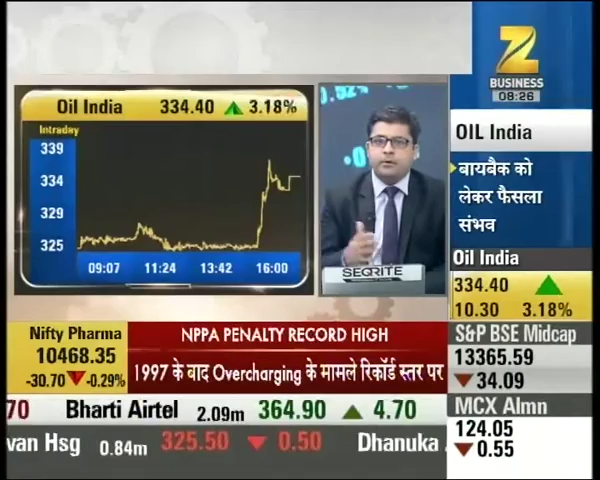 Oil India 334.40 3.18%
Intraday
339
334
329
325
09:07 11:24 13:42 16:00
0.52%
SEQRITE
Z
BUSINESS
08:26
OIL India
बायबैक को
लेकर फैसला
संभव
Oil India
334.40
10.30 3.18%
Nifty Pharma
10468.35
-30.70 -0.29%
NPPA PENALTY RECORD HIGH
1997 के बाद Overcharging के मामले रिकॉर्ड स्तर पर
S&P BSE Midcap
13365.59
34.09
70 Bharti Airtel 2.09m 364.90 4.70
MCX Almn
124.05
0.55
van Hsg 0.84m 325.50 0.50 Dhanuka